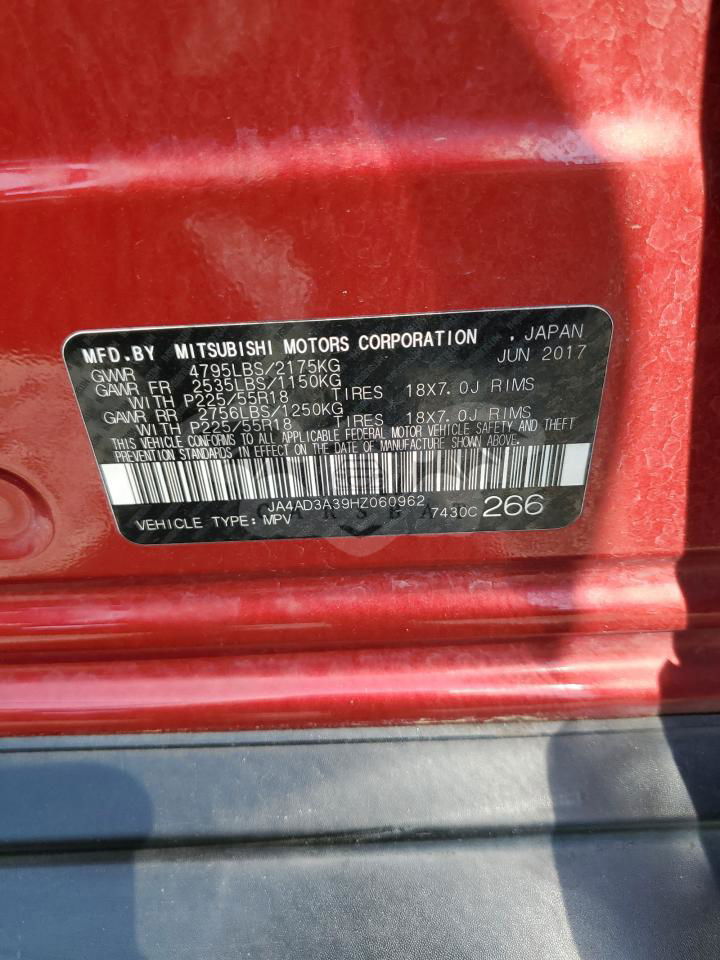 MFD.BY MITSUBISHI MOTORS CORPORATION , JAPAN
GVWR 4795LBS/2175KG JUN 2017
GAWR FR 2535LBS/1150KG
WITH P225/55R18 TIRES 18X7.0J RIMS
GAWR RR 2756LBS/1250KG
WITH P225/55R18 TIRES 18X7.0J RIMS
THIS VEHICLE CONFORMS TO ALL APPLICABLE FEDERAL MOTOR VEHICLE SAFETY AND THEFT
PREVENTION STANDARDS IN EFFECT ON THE DATE OF MANUFACTURE SHOWN ABOVE.
JA4AD3A39HZ060962
VEHICLE TYPE:MPV 7430C 266